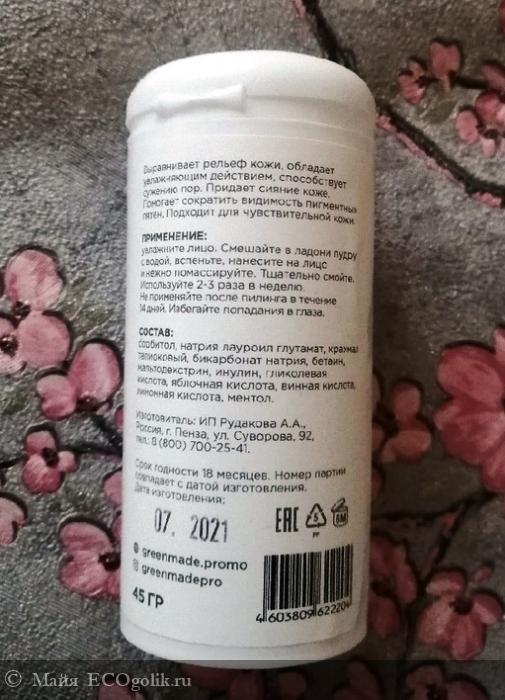 Выравнивает рельеф кожи, обладает
увлажняющим действием, способствует
сужению пор. Придает сияние коже.
Помогает сократить видимость пигментных
пятен. Подходит для чувствительной кожи.
ПРИМЕНЕНИЕ:
увлажните лицо. Смешайте в ладони пудру
с водой, вспеньте, нанесите на лицо
и нежно помассируйте. Тщательно смойте.
Используйте 2-3 раза в неделю.
Не применяйте после пилинга в течение
14 дней. Избегайте попадания в глаза.
СОСТАВ:
сорбитол, натрия лауроил глутамат, крахмал
тапиоковый, бикарбонат натрия, бетаин,
мальтодекстрин, инулин, гликолевая
кислота, яблочная кислота, винная кислота,
лимонная кислота, ментол.
Изготовитель: ИП Рудакова А.А.,
Россия, г. Пенза, ул. Суворова, 92,
тел.: 8 (800) 700-25-41.
Срок годности 18 месяцев. Номер партии
совпадает с датой изготовления.
Дата изготовления:
07. 2021
EAC 5 PP 6M
greenmade.promo
greenmadepro
45 ГР
4 603809 622204
© Майя ECOgolik.ru